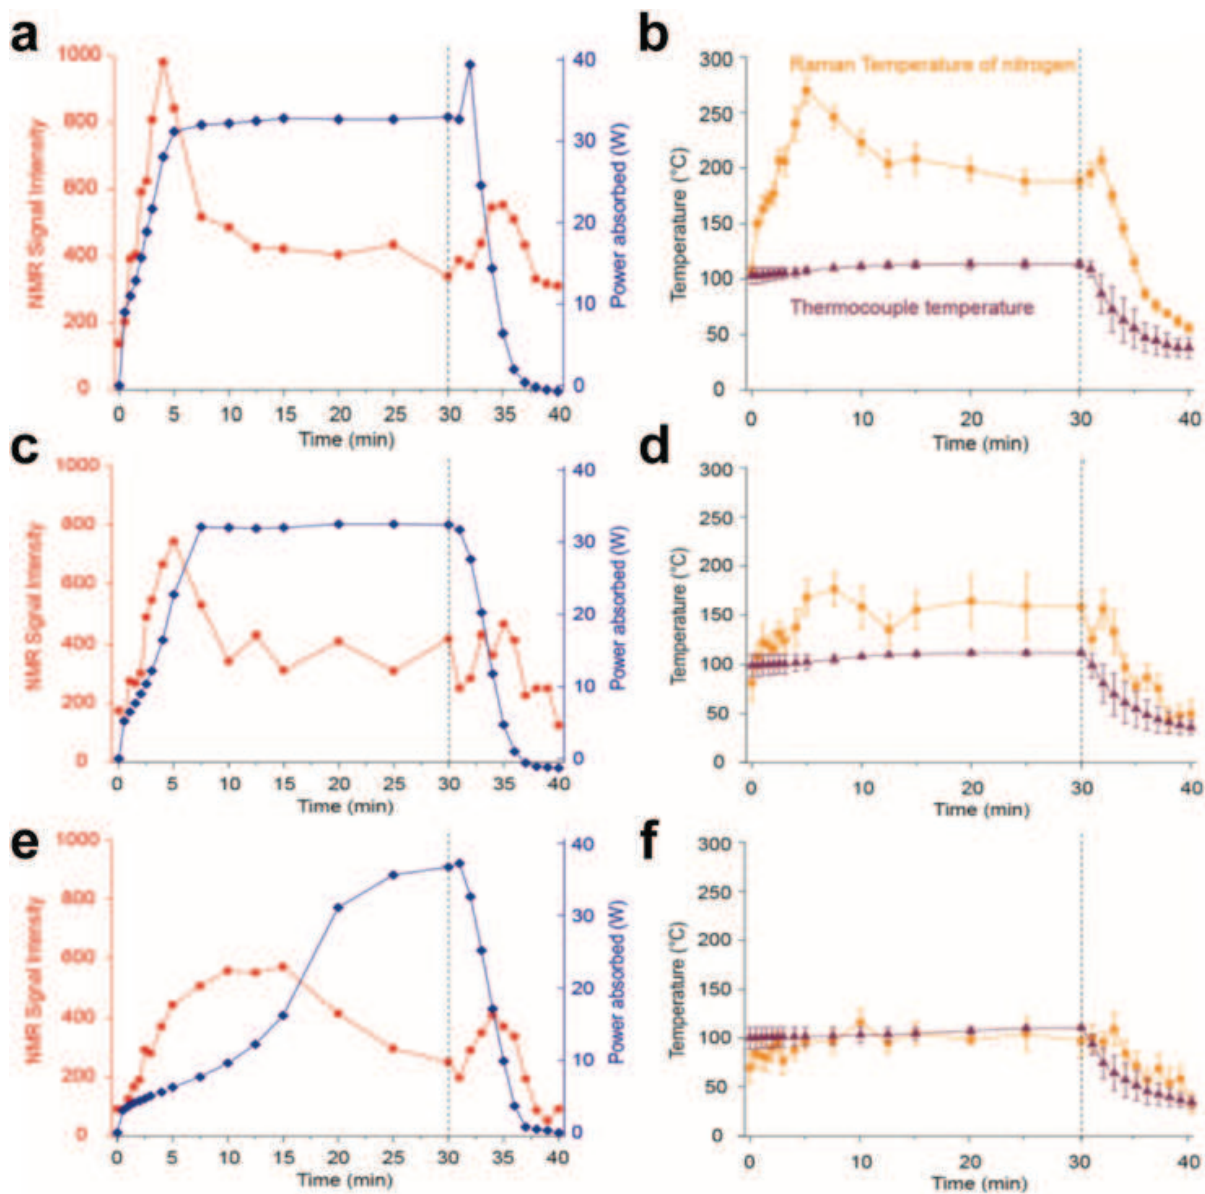 a
1000
800
600
400
200
0
NMR Signal Intensity
40
30
20
10
0
Power absorbed (W)
0 5 10 15 20 25 30 35 40
Time (min)
b
300
250
200
150
100
50
0
Temperature (°C)
Raman Temperature of nitrogen
Thermocouple temperature
0 10 20 30 40
Time (min)
c
1000
800
600
400
200
0
NMR Signal Intensity
40
30
20
10
0
Power absorbed (W)
0 5 10 15 20 25 30 35 40
Time (min)
d
300
250
200
150
100
50
0
Temperature (°C)
0 10 20 30 40
Time (min)
e
1000
800
600
400
200
0
NMR Signal Intensity
40
30
20
10
0
Power absorbed (W)
0 5 10 15 20 25 30 35 40
Time (min)
f
300
250
200
150
100
50
0
Temperature (°C)
0 10 20 30 40
Time (min)